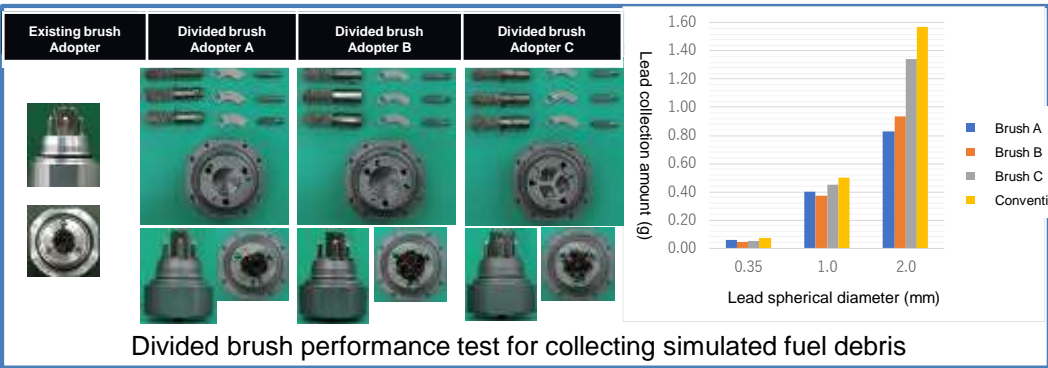 Existing brush
Adopter
Divided brush
Adopter A
Divided brush
Adopter B
Divided brush
Adopter C
Lead collection amount (g)
1.60
1.40
1.20
1.00
0.80
0.60
0.40
0.20
0.00
0.35
1.0
2.0
Lead spherical diameter (mm)
Brush A
Brush B
Brush C
Conventi
Divided brush performance test for collecting simulated fuel debris